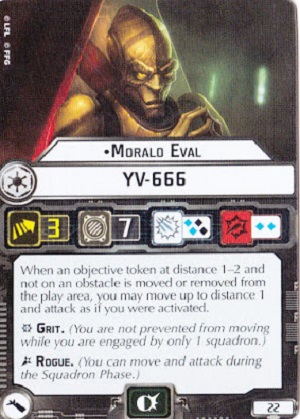 © LFL © FFG
•Moralo Eval
YV-666
3 7
When an objective token at distance 1–2 and
not on an obstacle is moved or removed from
the play area, you may move up to distance 1
and attack as if you were activated.
Grit. (You are not prevented from moving
while you are engaged by only 1 squadron.)
Rogue. (You can move and attack during
the Squadron Phase.)
22